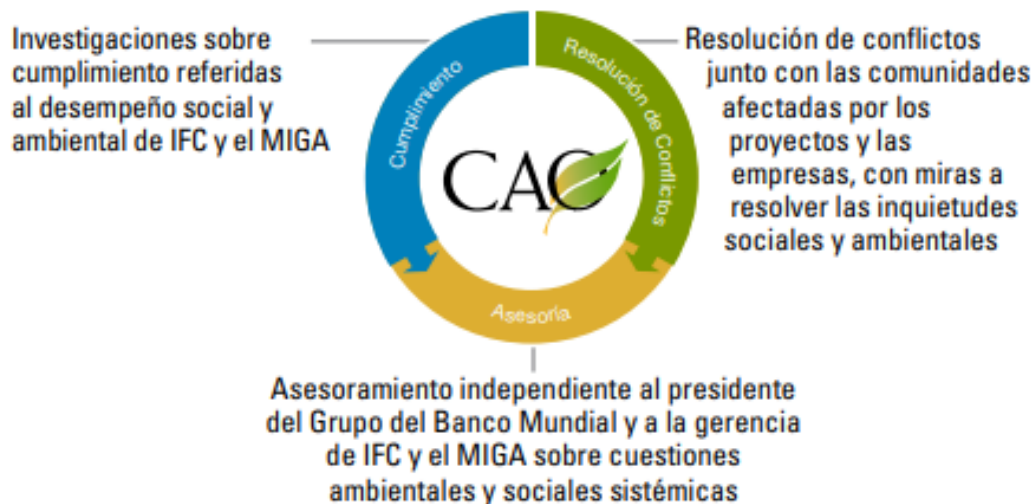 Investigaciones sobre
cumplimiento referidas
al desempeño social y
ambiental de IFC y el MIGA
Cumplimiento
Resolución de Conflictos
CAO
Asesoría
Resolución de conflictos
junto con las comunidades
afectadas por los
proyectos y las
empresas, con miras a
resolver las inquietudes
sociales y ambientales
Asesoramiento independiente al presidente
del Grupo del Banco Mundial y a la gerencia
de IFC y el MIGA sobre cuestiones
ambientales y sociales sistémicas